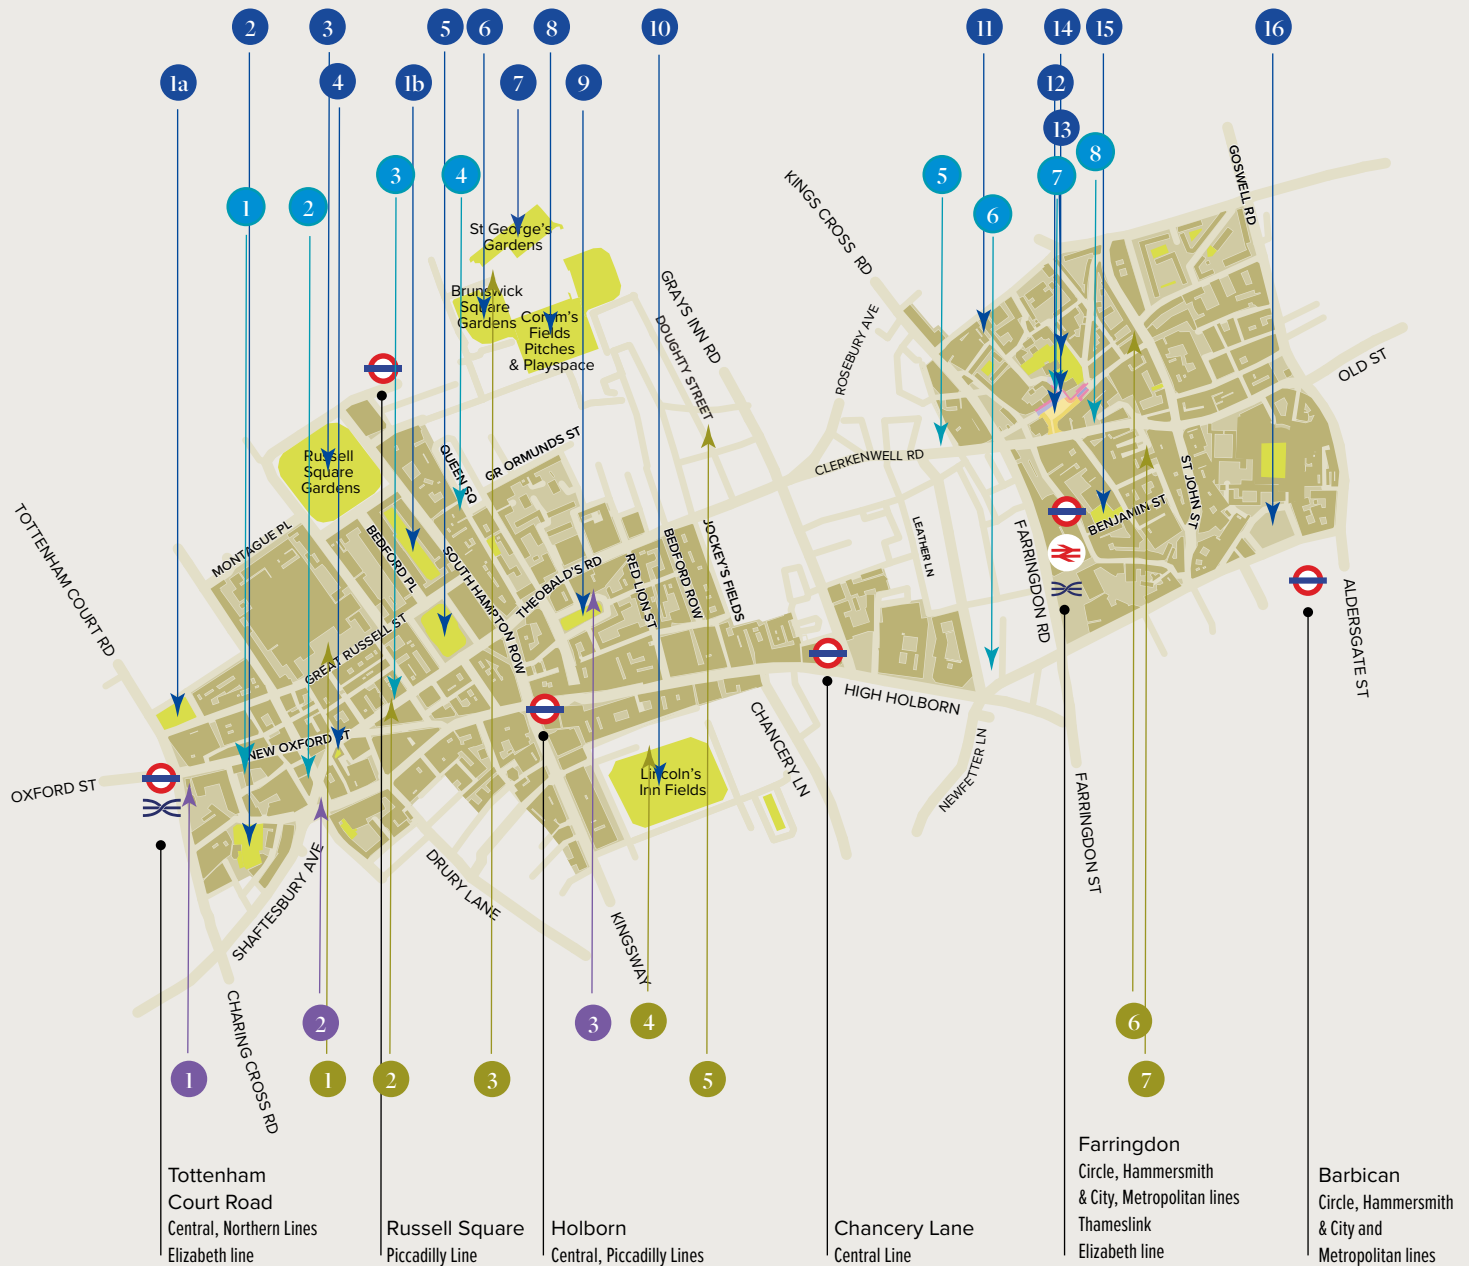 2
3
5
6
8
10
11
14
15
16
1a
4
1b
7
9
12
13
3
4
5
7
8
1
2
6
St George's
Gardens
Brunswick
Square
Gardens
Coram's
Fields
Pitches
& Playspace
KINGS CROSS RD
GOSWELL RD
GRAYS INN RD
DOUGHTY STREET
ROSEBURY AVE
OLD ST
Russell
Square
Gardens
QUEEN SQ
GR ORMUNDS ST
CLERKENWELL RD
ST JOHN ST
BENJAMIN ST
TOTTENHAM COURT RD
MONTAGUE PL
BEDFORD PL
SOUTH HAMPTON ROW
THEOBALD'S RD
RED LION ST
BEDFORD ROW
JOCKEY'S FIELDS
LEATHER LN
FARRINGDON RD
ALDERSGATE ST
GREAT RUSSELL ST
NEW OXFORD ST
HIGH HOLBORN
OXFORD ST
Lincoln's
Inn Fields
CHANCERY LN
NEWFETTER LN
FARRINGDON ST
SHAFTESBURY AVE
DRURY LANE
KINGSWAY
CHARING CROSS RD
2
3
4
6
1
1
2
3
5
7
Tottenham
Court Road
Central, Northern Lines
Elizabeth line
Russell Square
Piccadilly Line
Holborn
Central, Piccadilly Lines
Chancery Lane
Central Line
Farringdon
Circle, Hammersmith
& City, Metropolitan lines
Thameslink
Elizabeth line
Barbican
Circle, Hammersmith
& City and
Metropolitan lines